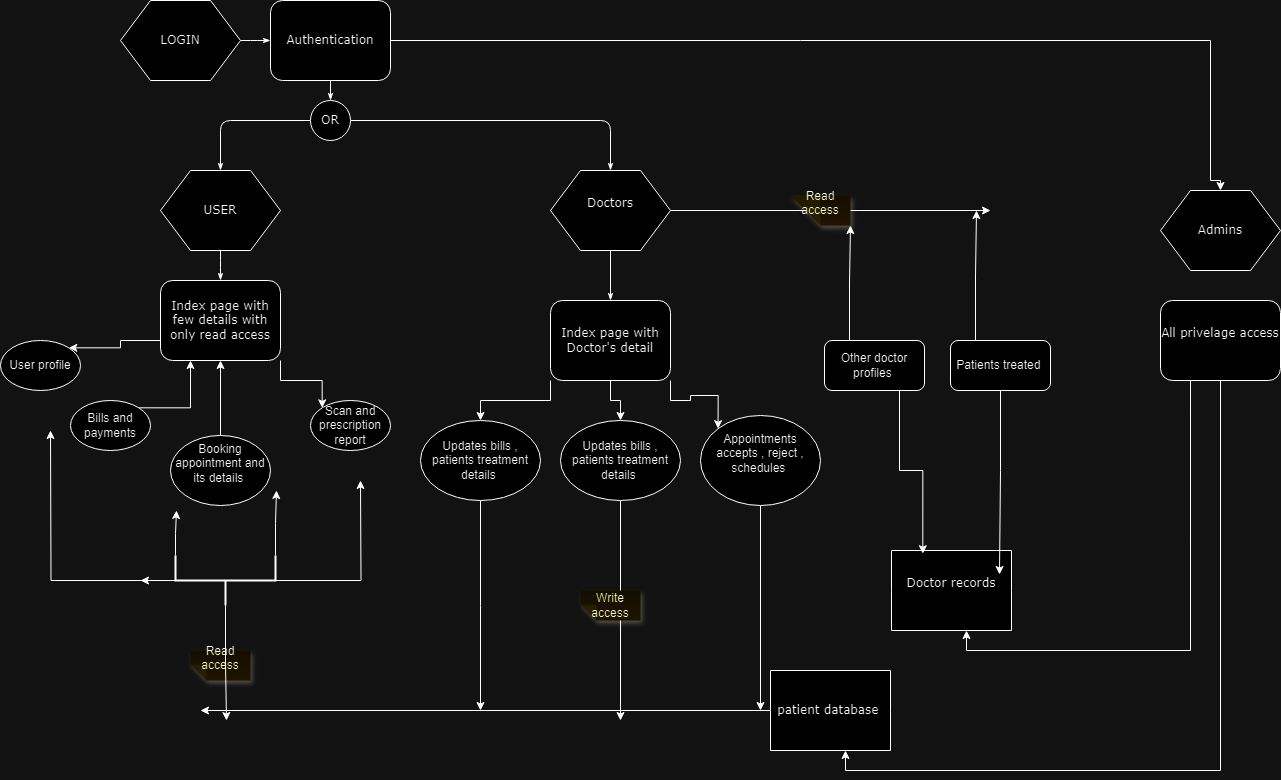 LOGIN
Authentication
OR
USER
Doctors
Read
access
Admins
Index page with
few details with
only read access
Index page with
Doctor's detail
All privelage access
User profile
Other doctor
profiles
Patients treated
Bills and
payments
Scan and
prescription
report
Booking
appointment and
its details
Updates bills ,
patients treatment
details
Updates bills ,
patients treatment
details
Appointments
accepts , reject ,
schedules
Doctor records
Write
access
Read
access
patient database